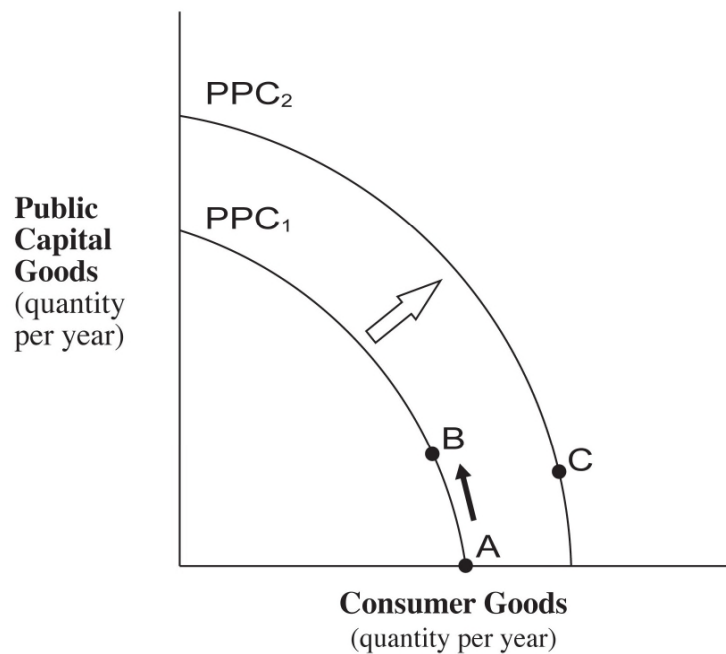 PPC₂
PPC₁
Public
Capital
Goods
(quantity
per year)
B
C
A
Consumer Goods
(quantity per year)